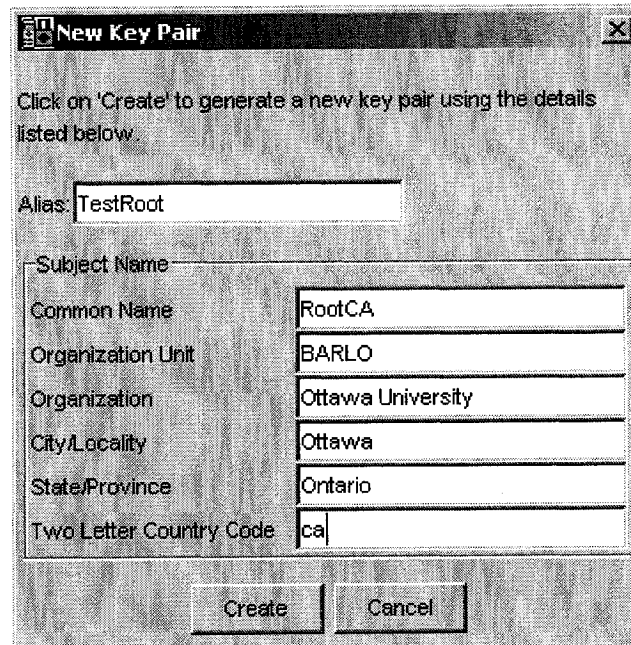 New Key Pair
Click on 'Create' to generate a new key pair using the details
listed below.
Alias: TestRoot
Subject Name
Common Name RootCA
Organization Unit BARLO
Organization Ottawa University
City/Locality Ottawa
State/Province Ontario
Two Letter Country Code ca
Create Cancel